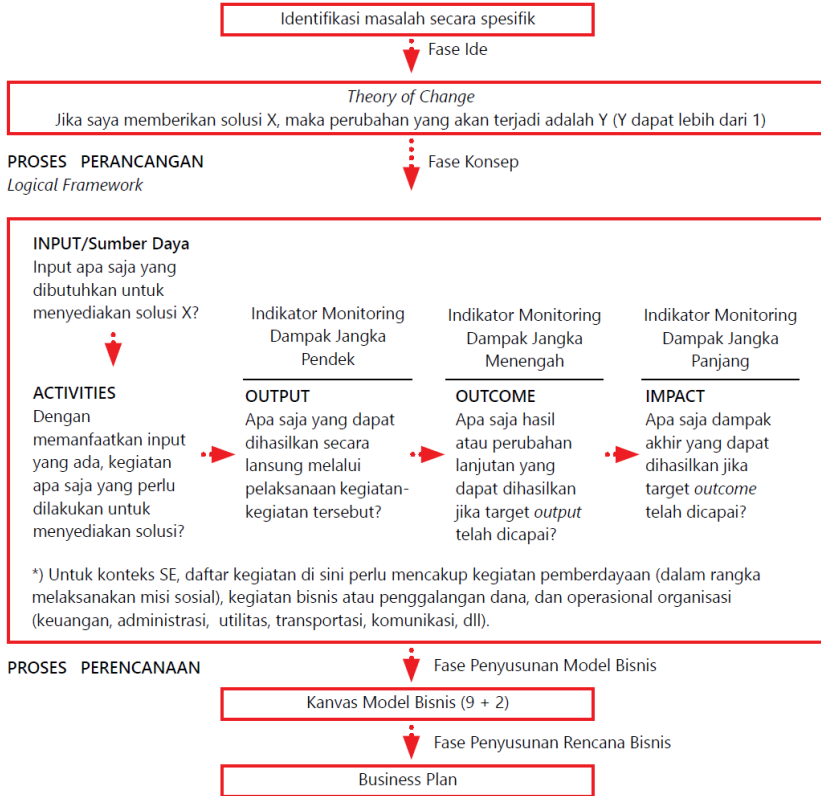 Identifikasi masalah secara spesifik
Fase Ide
Theory of Change
Jika saya memberikan solusi X, maka perubahan yang akan terjadi adalah Y (Y dapat lebih dari 1)
PROSES PERANCANGAN
Logical Framework
Fase Konsep
INPUT/Sumber Daya
Input apa saja yang
dibutuhkan untuk
menyediakan solusi X?
ACTIVITIES
Dengan
memanfaatkan input
yang ada, kegiatan
apa saja yang perlu
dilakukan untuk
menyediakan solusi?
Indikator Monitoring
Dampak Jangka
Pendek
OUTPUT
Apa saja yang dapat
dihasilkan secara
lansung melalui
pelaksanaan kegiatan-
kegiatan tersebut?
Indikator Monitoring
Dampak Jangka
Menengah
OUTCOME
Apa saja hasil
atau perubahan
lanjutan yang
dapat dihasilkan
jika target output
telah dicapai?
Indikator Monitoring
Dampak Jangka
Panjang
IMPACT
Apa saja dampak
akhir yang dapat
dihasilkan jika
target outcome
telah dicapai?
*) Untuk konteks SE, daftar kegiatan di sini perlu mencakup kegiatan pemberdayaan (dalam rangka
melaksanakan misi sosial), kegiatan bisnis atau penggalangan dana, dan operasional organisasi
(keuangan, administrasi, utilitas, transportasi, komunikasi, dll).
PROSES PERENCANAAN
Fase Penyusunan Model Bisnis
Kanvas Model Bisnis (9 + 2)
Fase Penyusunan Rencana Bisnis
Business Plan